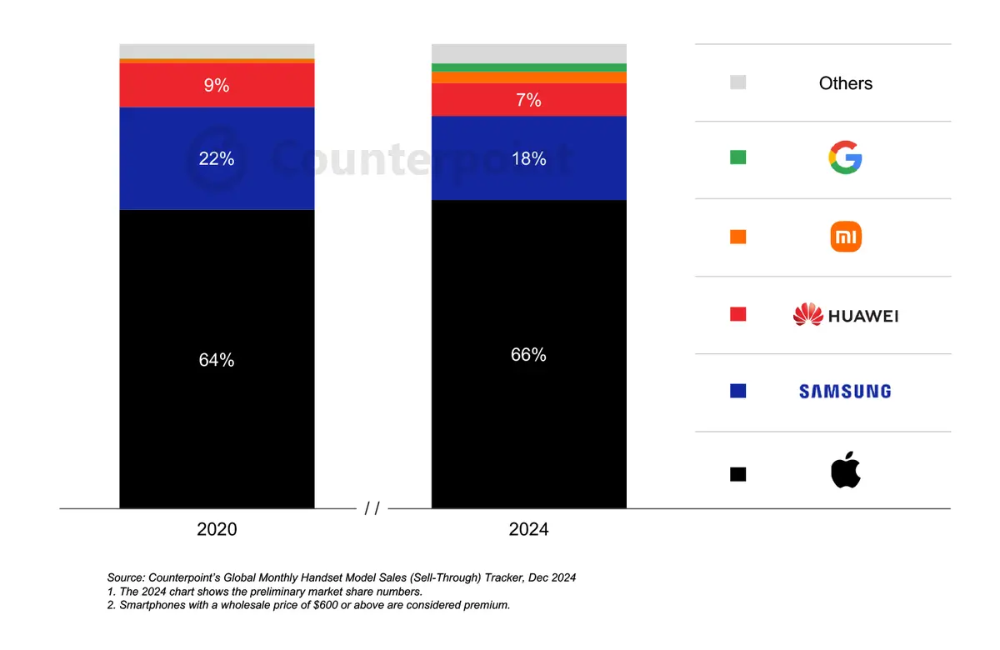 9%
7%
22%
18%
Counterpoint
64%
66%
2020
//
2024
Others
G
mi
HUAWEI
SAMSUNG
Source: Counterpoint's Global Monthly Handset Model Sales (Sell-Through) Tracker, Dec 2024
1. The 2024 chart shows the preliminary market share numbers.
2. Smartphones with a wholesale price of $600 or above are considered premium.